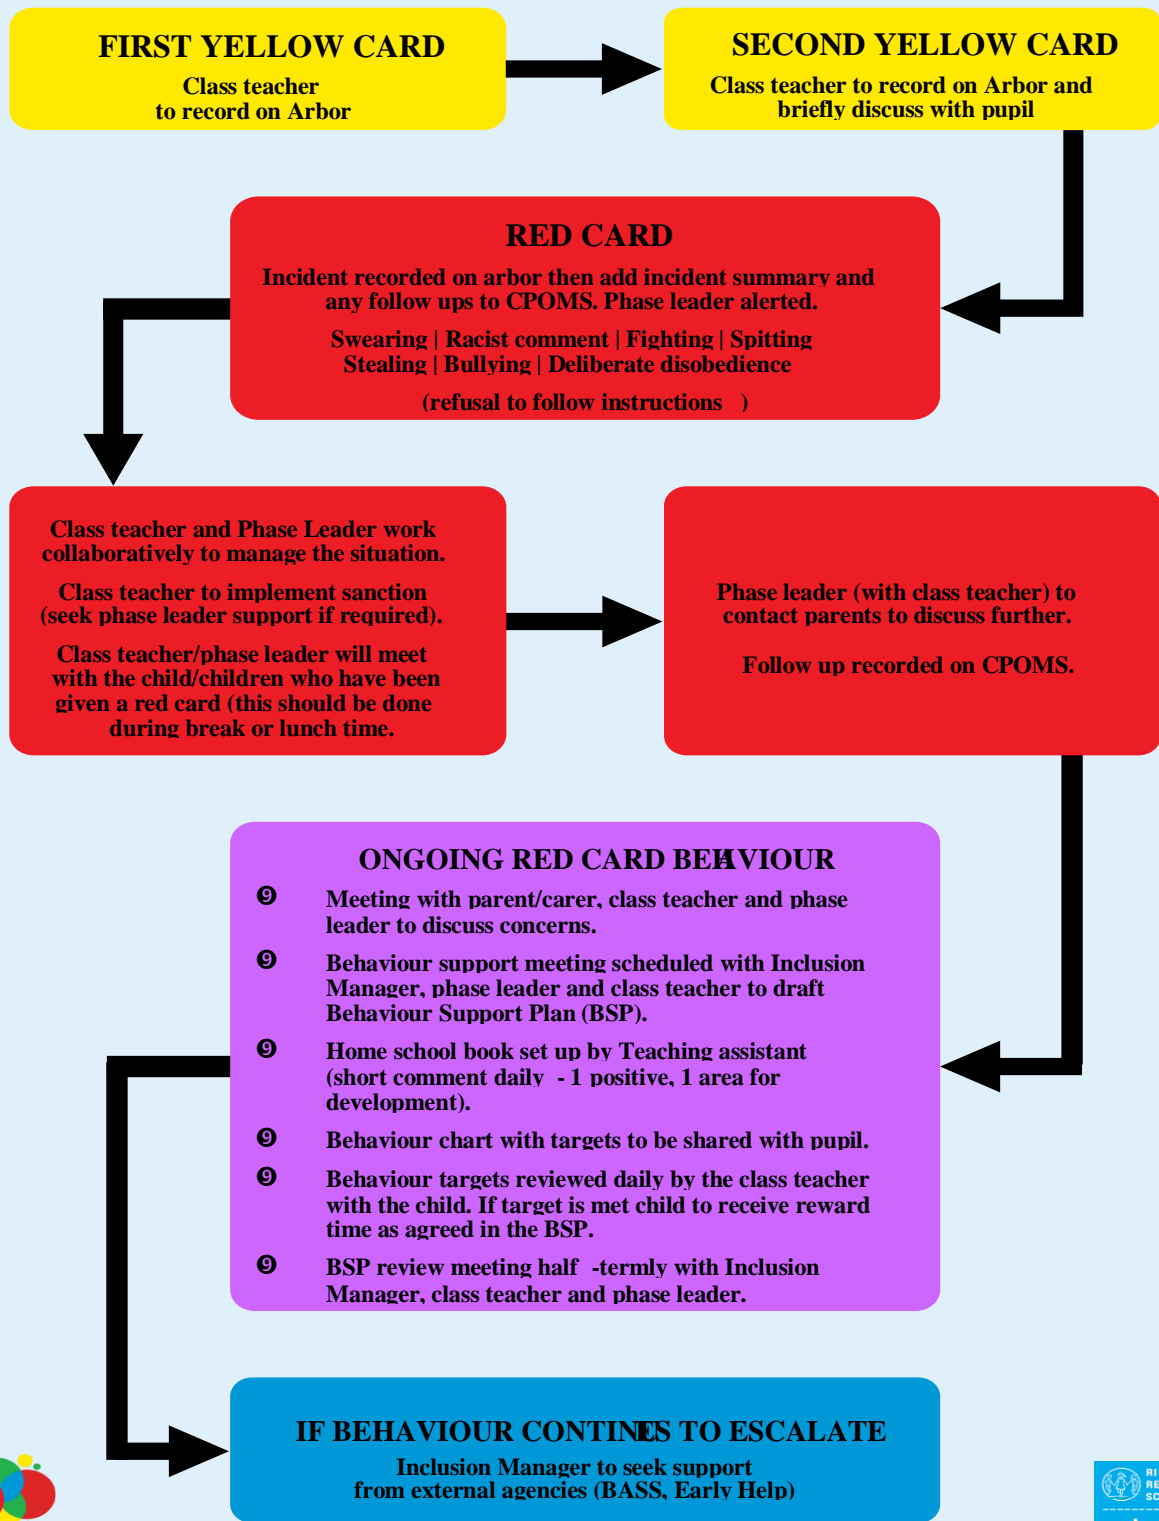 FIRST YELLOW CARD
Class teacher
to record on Arbor
SECOND YELLOW CARD
Class teacher to record on Arbor and
briefly discuss with pupil
RED CARD
Incident recorded on arbor then add incident summary and
any follow ups to CPOMS. Phase leader alerted.
Swearing | Racist comment | Fighting | Spitting
Stealing | Bullying | Deliberate disobedience
(refusal to follow instructions )
Class teacher and Phase Leader work
collaboratively to manage the situation.
Class teacher to implement sanction
(seek phase leader support if required).
Class teacher/phase leader will meet
with the child/children who have been
given a red card (this should be done
during break or lunch time.
Phase leader (with class teacher) to
contact parents to discuss further.
Follow up recorded on CPOMS.
ONGOING RED CARD BEHAVIOUR
❾ Meeting with parent/carer, class teacher and phase
leader to discuss concerns.
❾ Behaviour support meeting scheduled with Inclusion
Manager, phase leader and class teacher to draft
Behaviour Support Plan (BSP).
❾ Home school book set up by Teaching assistant
(short comment daily - 1 positive, 1 area for
development).
❾ Behaviour chart with targets to be shared with pupil.
❾ Behaviour targets reviewed daily by the class teacher
with the child. If target is met child to receive reward
time as agreed in the BSP.
❾ BSP review meeting half -termly with Inclusion
Manager, class teacher and phase leader.
IF BEHAVIOUR CONTINES TO ESCALATE
Inclusion Manager to seek support
from external agencies (BASS, Early Help)
RI
RE
SC